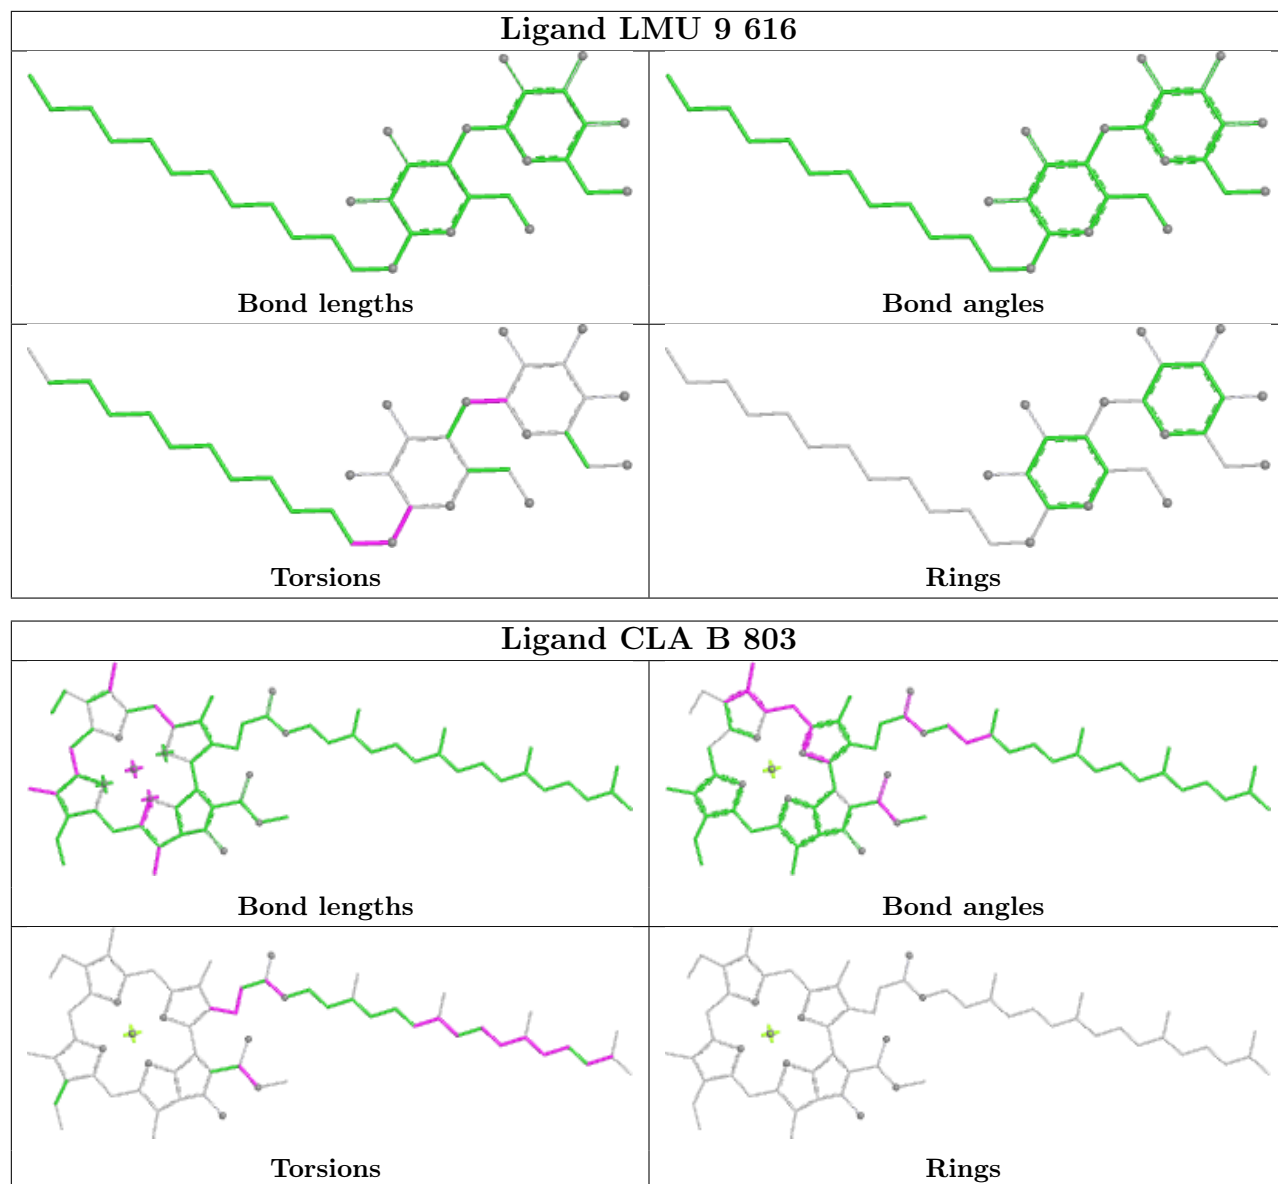 Ligand LMU 9 616
Bond lengths
Bond angles
Torsions
Rings
Ligand CLA B 803
Bond lengths
Bond angles
Torsions
Rings